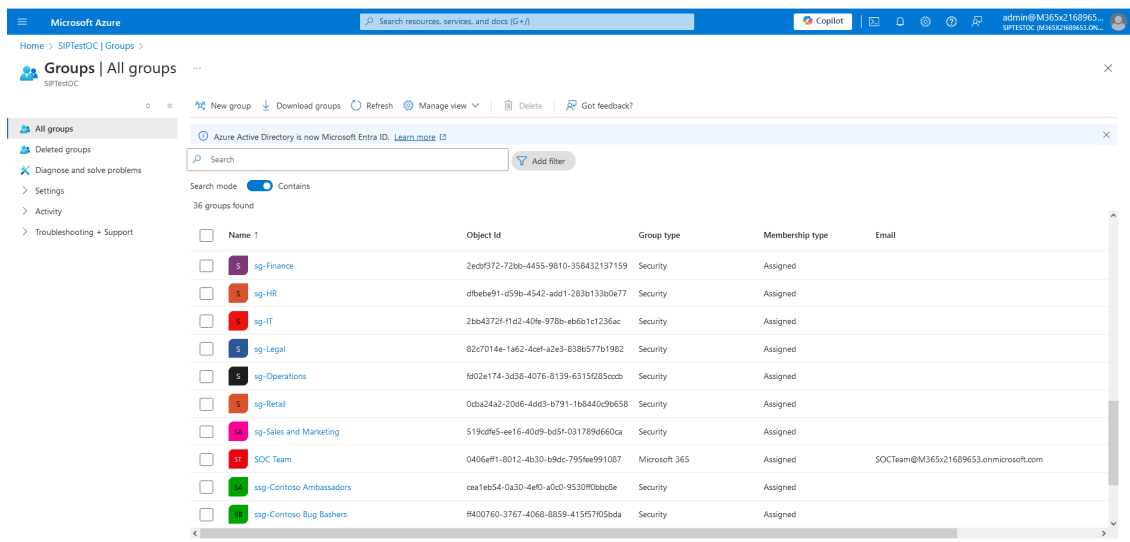 Microsoft Azure
Search resources, services, and docs (G+/)
Copilot
admin@M365x2168965...
SIPTESTOC (M365X21689653.ON...
Home > SIPTestOC | Groups >
Groups | All groups ...
SIPTestOC
New group Download groups Refresh Manage view Delete Got feedback?
All groups
Deleted groups
Diagnose and solve problems
Settings
Activity
Troubleshooting + Support
Azure Active Directory is now Microsoft Entra ID. Learn more
Search
Add filter
Search mode Contains
36 groups found
Name ↑ Object Id Group type Membership type Email
S sg-Finance 2edbf372-72bb-4455-9810-358432137159 Security Assigned
S sg-HR dfbebe91-d59b-4542-add1-283b133b0e77 Security Assigned
S sg-IT 2bb4372f-f1d2-40fe-978b-eb6b1c1236ac Security Assigned
S sg-Legal 82c7014e-1a62-4cef-a2e3-838b577b1982 Security Assigned
S sg-Operations fd02e174-3d38-4076-8139-6315f285cccb Security Assigned
S sg-Retail 0cba24a2-20d6-4dd3-b791-1b8440c9b658 Security Assigned
SA sg-Sales and Marketing 519cdfe5-ee16-40d9-bd5f-031789d660ca Security Assigned
ST SOC Team 0406eff1-8012-4b30-b9dc-795fee991087 Microsoft 365 Assigned SOCTeam@M365x21689653.onmicrosoft.com
SA ssg-Contoso Ambassadors cea1eb54-0a30-4ef0-a0c0-9530ff0bbc8e Security Assigned
SB ssg-Contoso Bug Bashers ff400760-3767-4068-8859-415f57f05bda Security Assigned